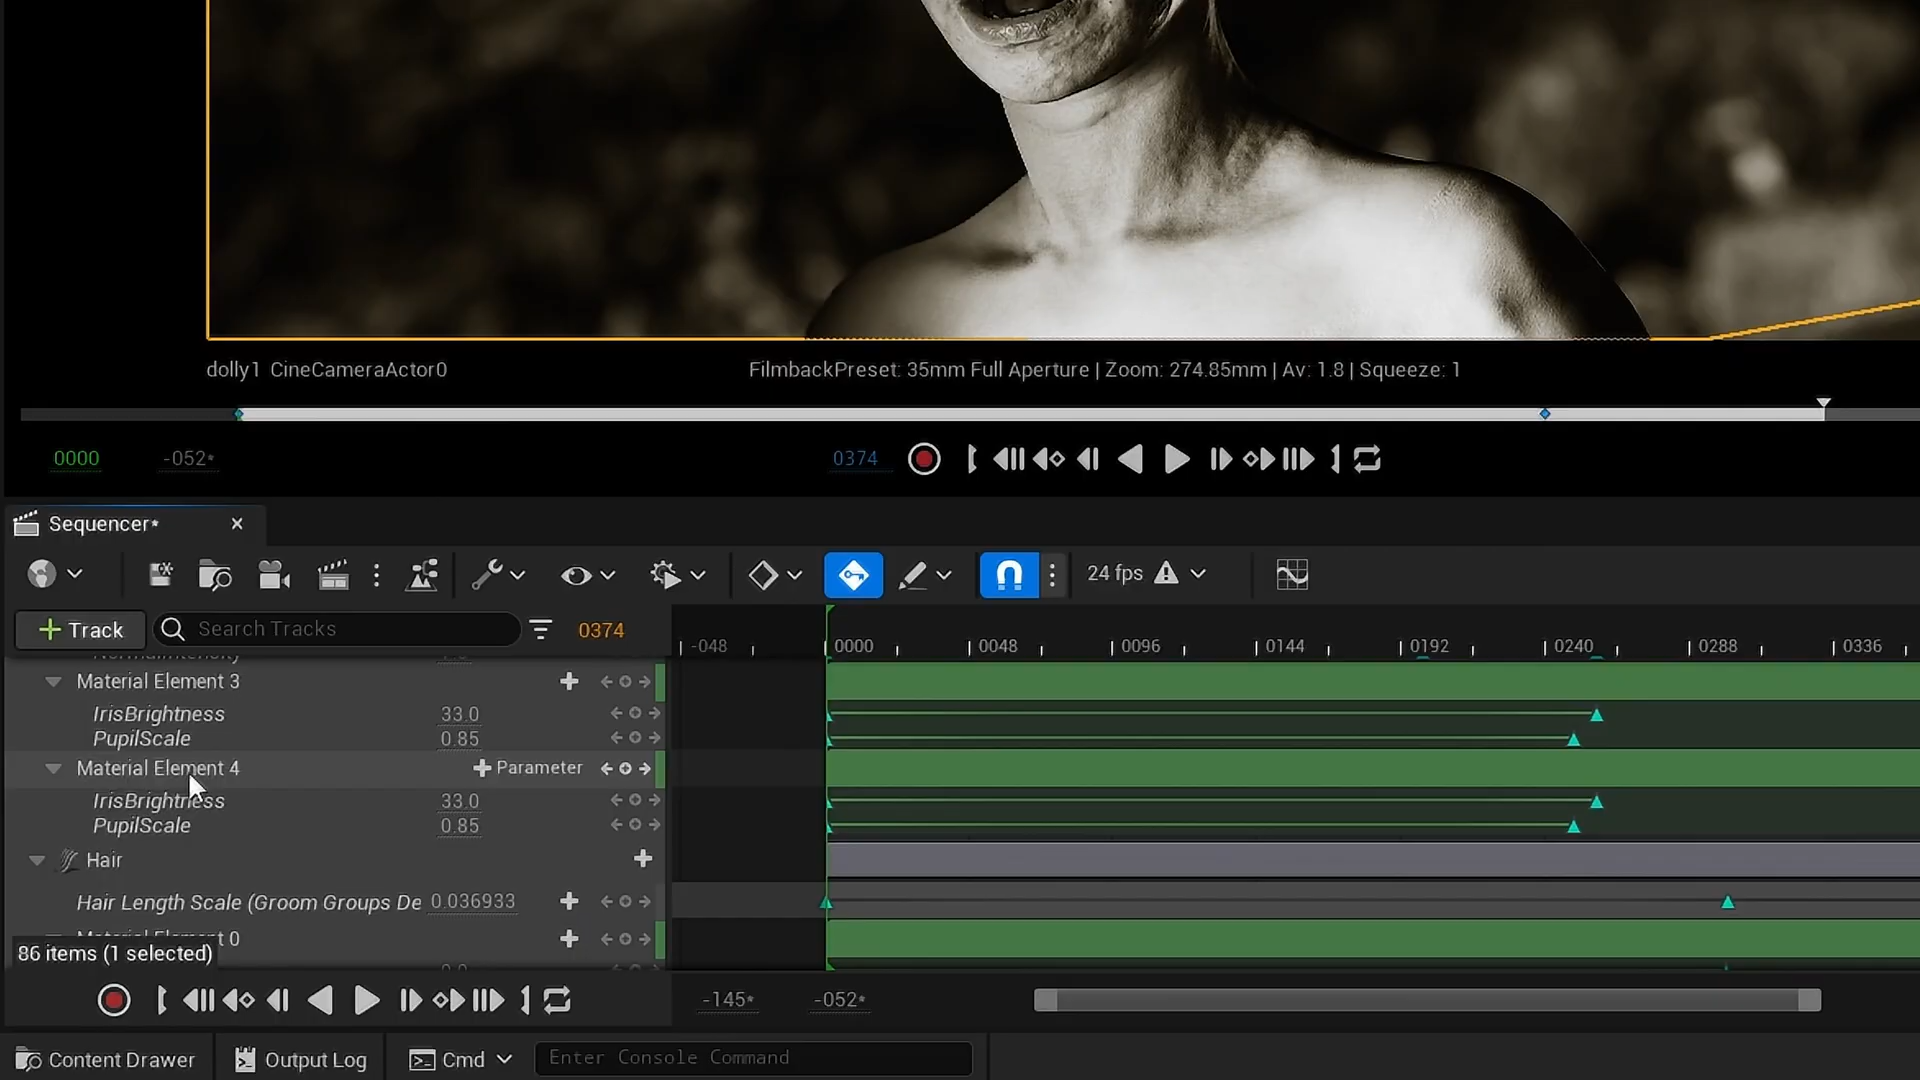 dolly1 CineCameraActor0
FilmbackPreset: 35mm Full Aperture | Zoom: 274.85mm | Av: 1.8 | Squeeze: 1
0000 -052* 0374
Sequencer*
24 fps
Track Search Tracks 0374
-048 0000 0048 0096 0144 0192 0240 0288 0336
Material Element 3
IrisBrightness 33.0
PupilScale 0.85
Material Element 4 Parameter
IrisBrightness 33.0
PupilScale 0.85
Hair
Hair Length Scale (Groom Groups De 0.036933
0
86 items (1 selected)
-145* -052*
Content Drawer Output Log Cmd Enter Console Command